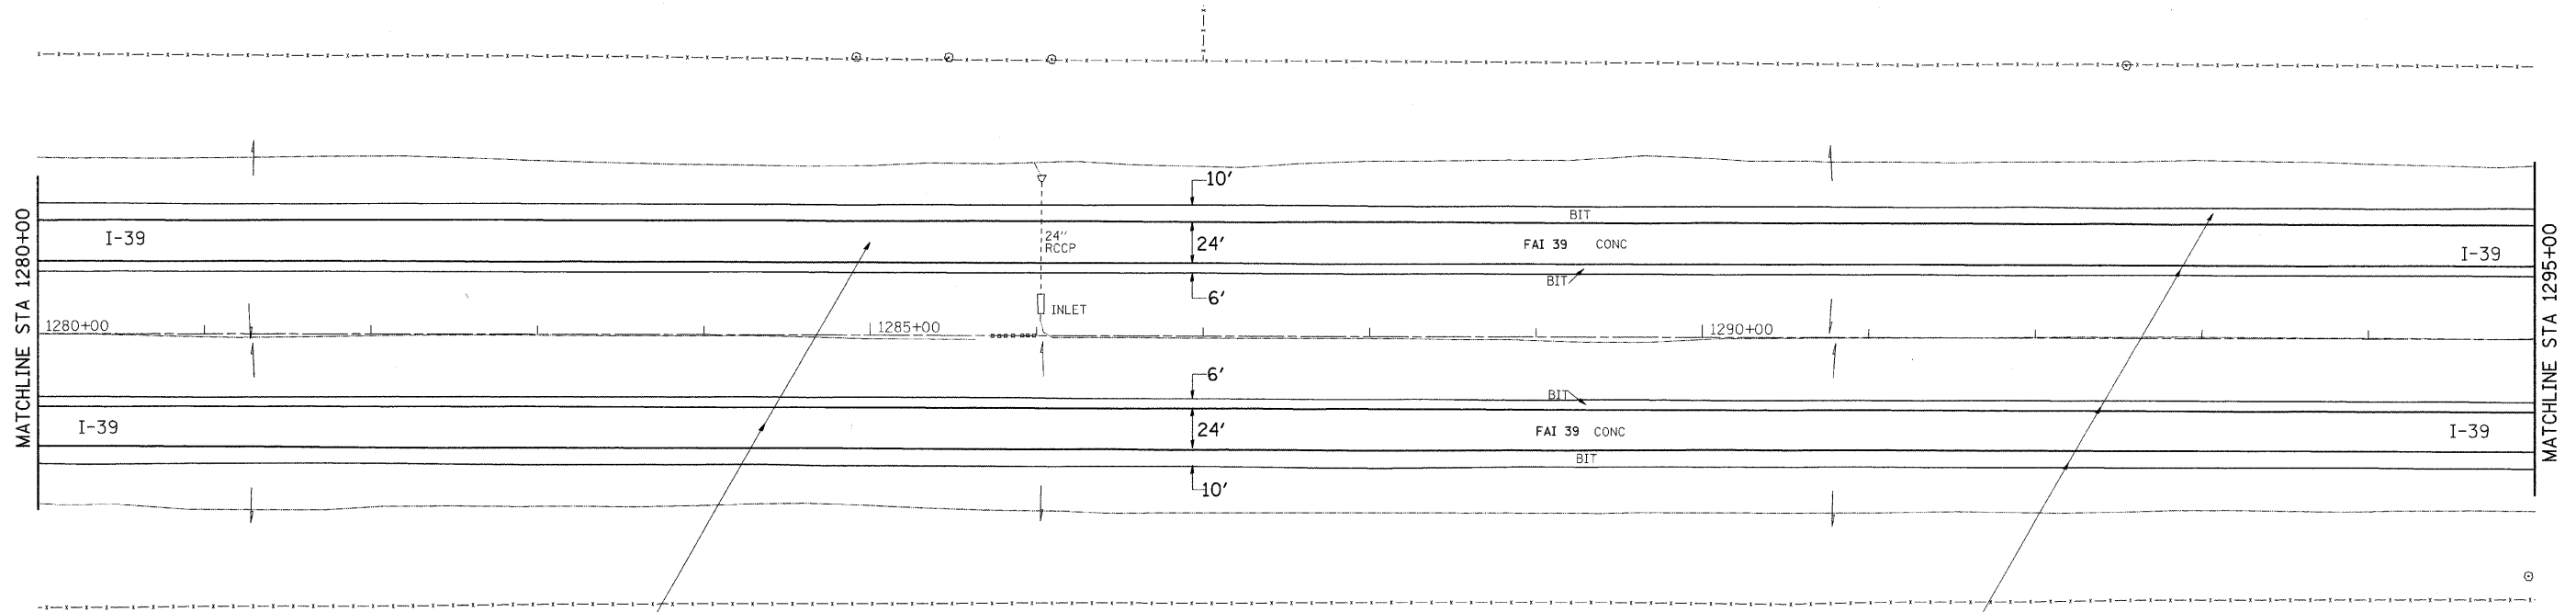 10'
BIT
MATCHLINE STA 1280+00
I-39
24"
RCCP
24'
FAI 39 CONC
I-39
MATCHLINE STA 1295+00
BIT
6'
INLET
1280+00
1285+00
1290+00
6'
BIT
I-39
24'
FAI 39 CONC
I-39
BIT
10'